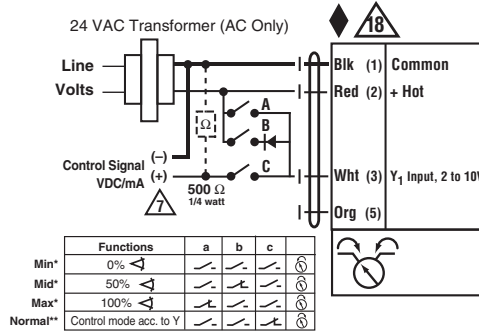 24 VAC Transformer (AC Only)
18
Line
Volts
Blk (1) Common
Red (2) + Hot
A
Ω
B
Control Signal (–)
VDC/mA (+)
C
7
500 Ω
1/4 watt
Wht (3) Y1 Input, 2 to 10V
Org (5)
Functions a b c
Min* 0%
Mid* 50%
Max* 100%
Normal** Control mode acc. to Y